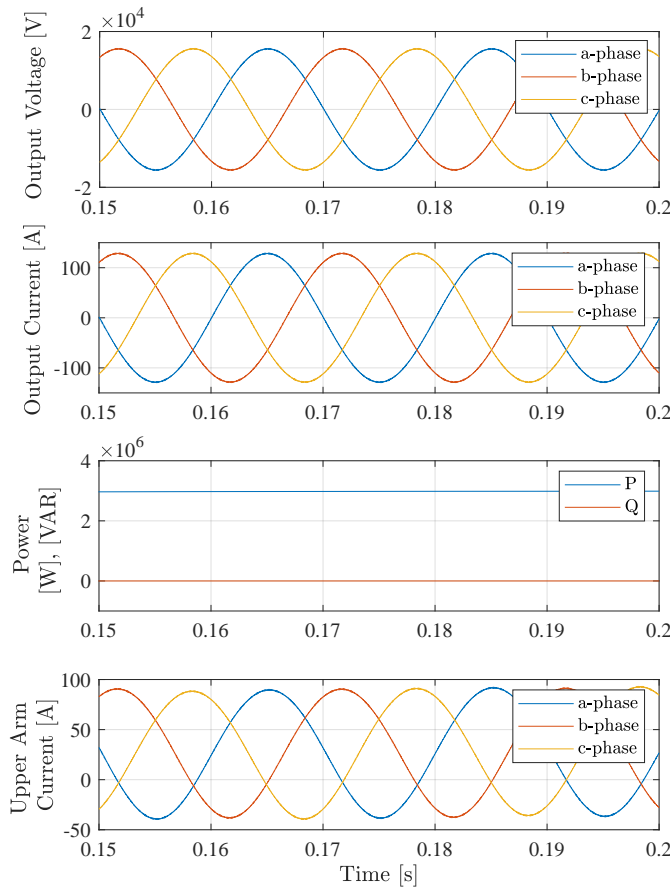 ×10⁴
Output Voltage [V]
2
0
-2
a-phase
b-phase
c-phase
0.15 0.16 0.17 0.18 0.19 0.2
Output Current [A]
100
0
-100
a-phase
b-phase
c-phase
0.15 0.16 0.17 0.18 0.19 0.2
×10⁶
Power
[W], [VAR]
4
2
0
P
Q
0.15 0.16 0.17 0.18 0.19 0.2
Upper Arm
Current [A]
100
50
0
-50
a-phase
b-phase
c-phase
0.15 0.16 0.17 0.18 0.19 0.2
Time [s]